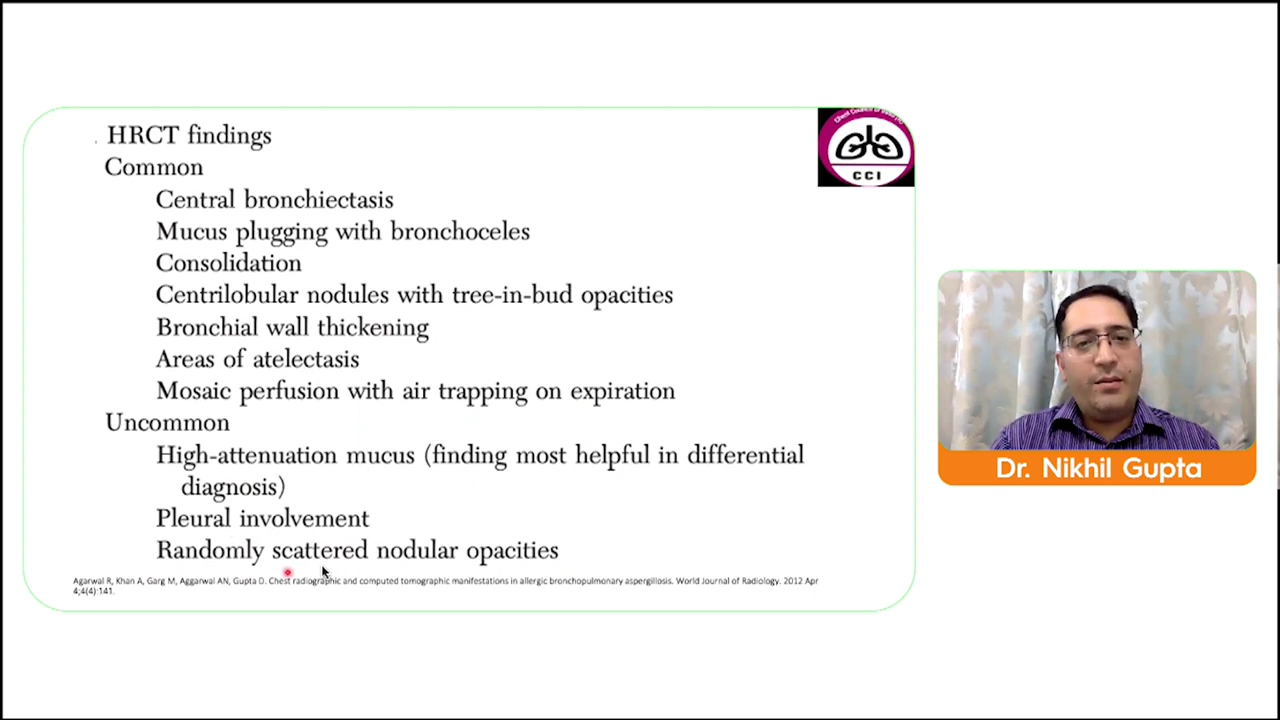 HRCT findings
Common
Central bronchiectasis
Mucus plugging with bronchoceles
Consolidation
Centrilobular nodules with tree-in-bud opacities
Bronchial wall thickening
Areas of atelectasis
Mosaic perfusion with air trapping on expiration
Uncommon
High-attenuation mucus (finding most helpful in differential
diagnosis)
Pleural involvement
Randomly scattered nodular opacities
Agarwal R, Khan A, Garg M, Aggarwal AN, Gupta D. Chest radiographic and computed tomographic manifestations in allergic bronchopulmonary aspergillosis. World Journal of Radiology. 2012 Apr
4;4(4):141.
CCI
Dr. Nikhil Gupta